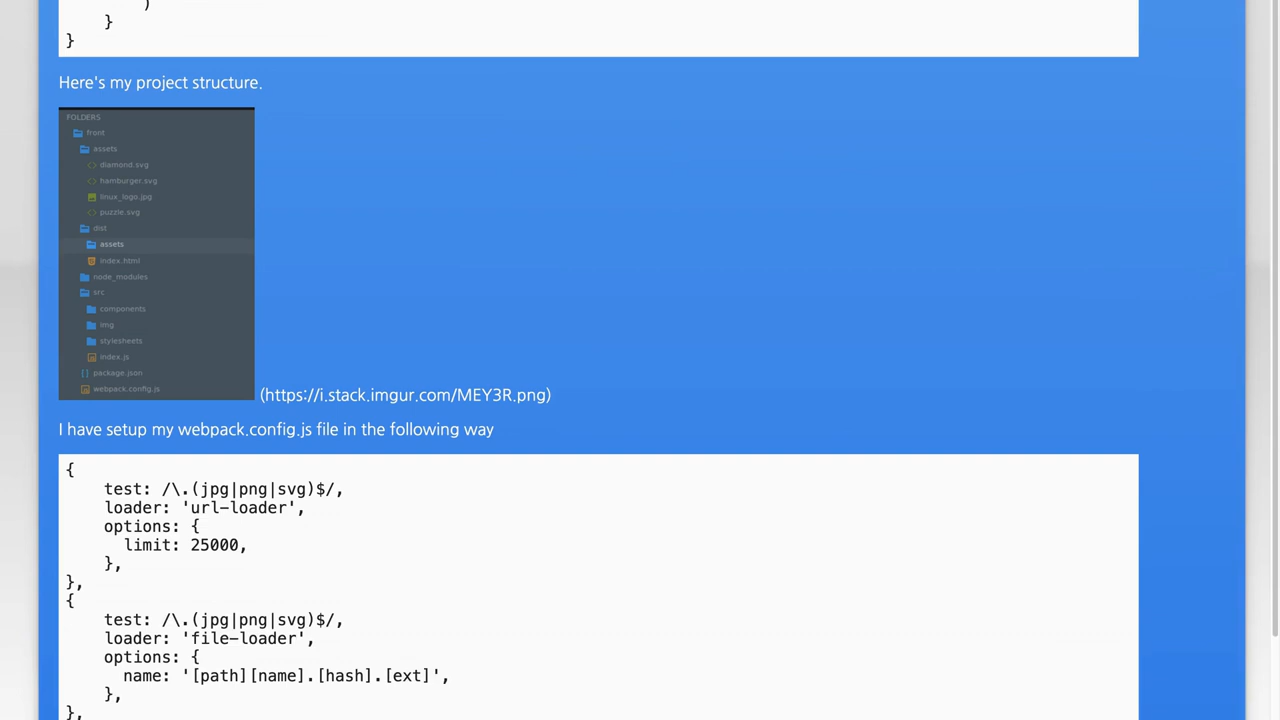 )
}
}
Here's my project structure.
FOLDERS
front
assets
diamond.svg
hamburger.svg
linux_logo.jpg
puzzle.svg
dist
assets
index.html
node_modules
src
components
img
stylesheets
index.js
package.json
webpack.config.js
(https://i.stack.imgur.com/MEY3R.png)
I have setup my webpack.config.js file in the following way
{
test: /\.(jpg|png|svg)$/,
loader: 'url-loader',
options: {
limit: 25000,
},
},
{
test: /\.(jpg|png|svg)$/,
loader: 'file-loader',
options: {
name: '[path][name].[hash].[ext]',
},
},